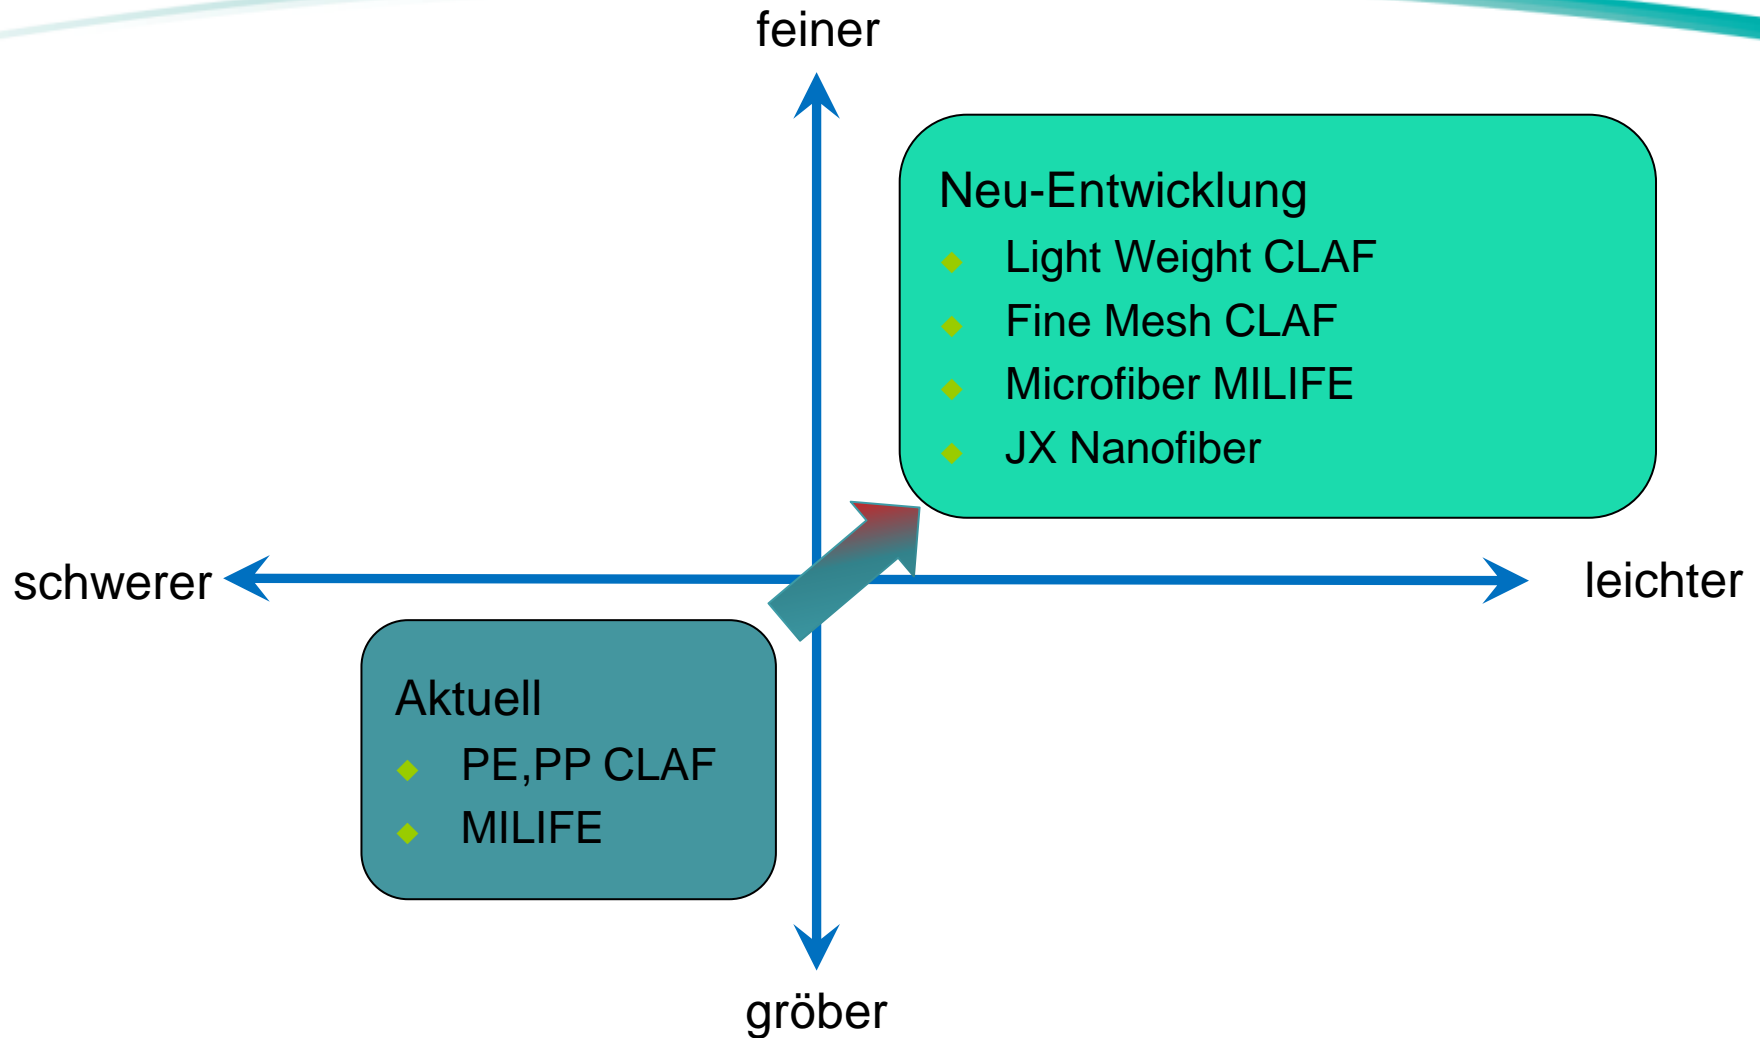 feiner
Neu-Entwicklung
Light Weight CLAF
Fine Mesh CLAF
Microfiber MILIFE
JX Nanofiber
schwerer
leichter
Aktuell
PE,PP CLAF
MILIFE
gröber